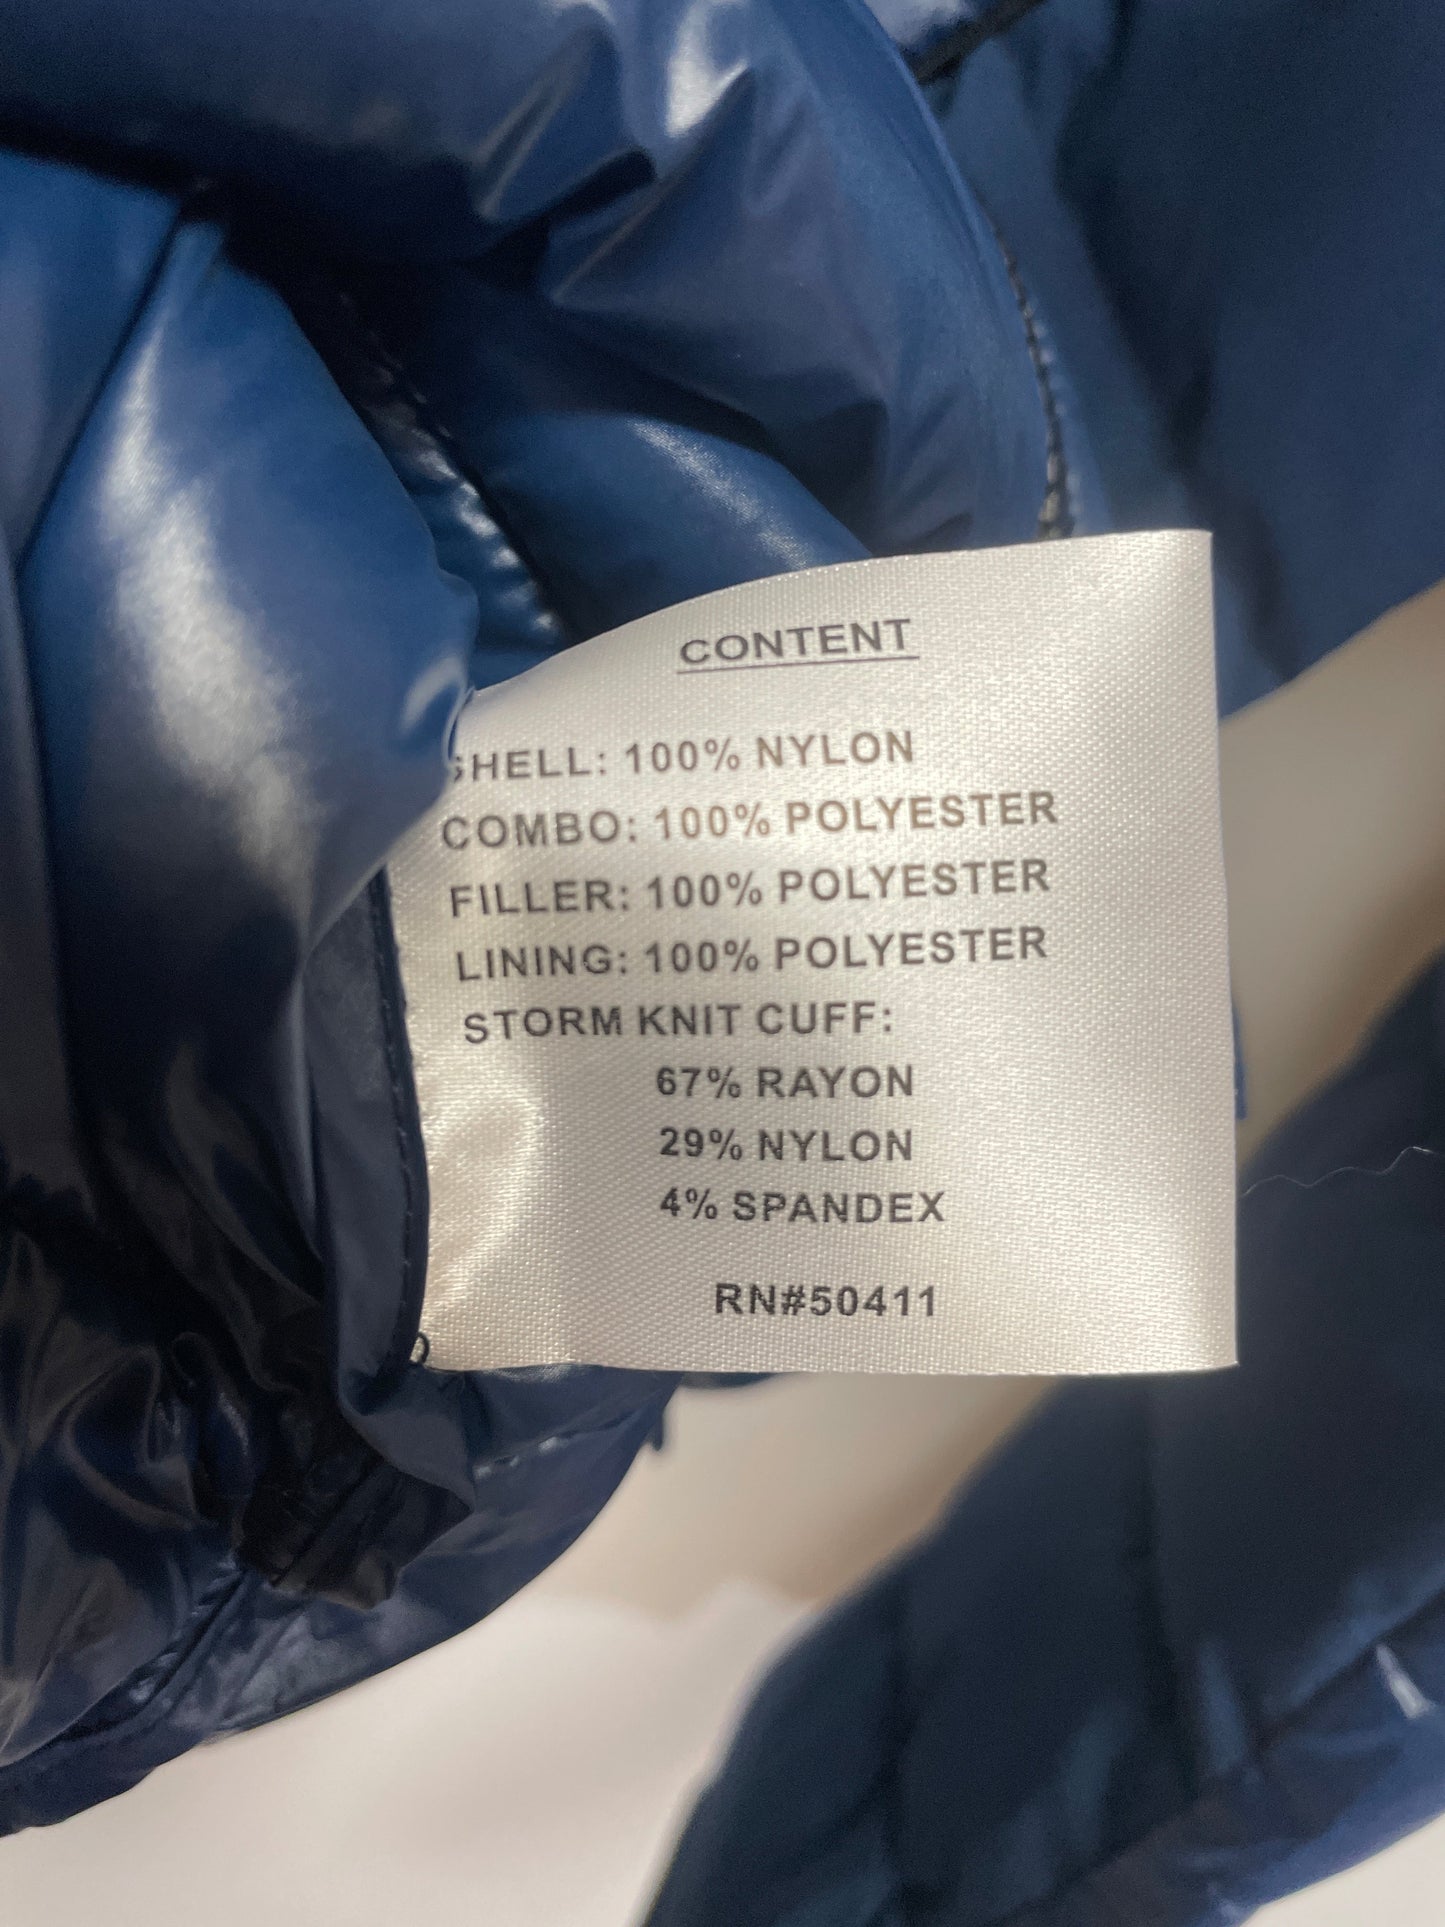 CONTENT
SHELL: 100% NYLON
COMBO: 100% POLYESTER
FILLER: 100% POLYESTER
LINING: 100% POLYESTER
STORM KNIT CUFF:
67% RAYON
29% NYLON
4% SPANDEX
RN#50411